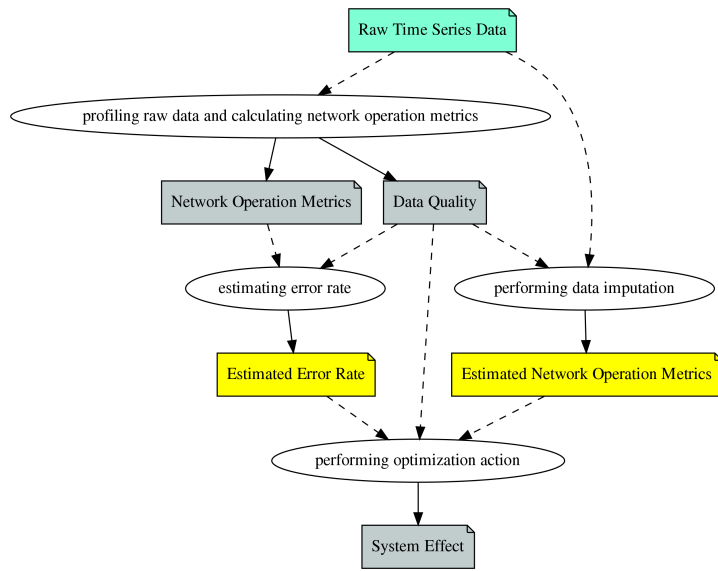 Raw Time Series Data
profiling raw data and calculating network operation metrics
Network Operation Metrics
Data Quality
estimating error rate
performing data imputation
Estimated Error Rate
Estimated Network Operation Metrics
performing optimization action
System Effect